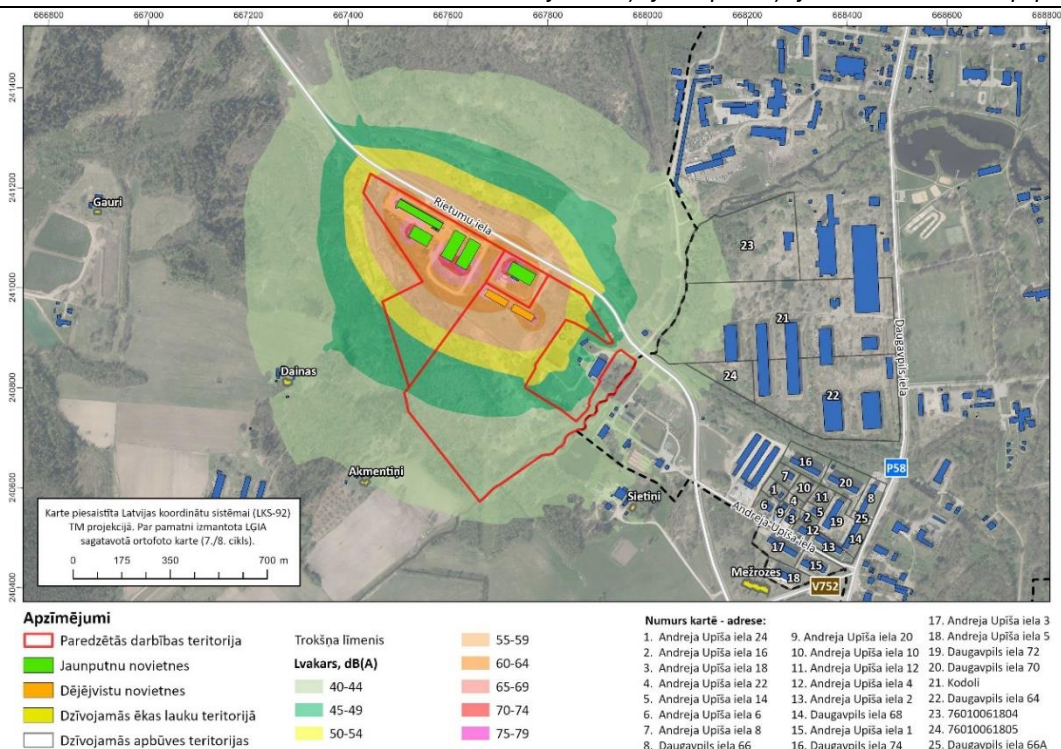 666800 667000 667200 667400 667600 667800 668000 668200 668400 668600 668800
241400
241200
241000
240800
240600
240400
Gauri
Rietumu iela
23
21
Daugavpils iela
24
22
Dainas
Akmentiņi
Sietiņi
P58
16
7
20
1
10
8
4
11
6
9
3
2
5
19
25
12
14
Andreja Upīša iela
17
13
15
18
Mežrozes
V752
Karte piesaistīta Latvijas koordinātu sistēmai (LKS-92)
TM projekcijā. Par pamatni izmantota LĢIA
sagatavotā ortofoto karte (7./8. cikls).
0 175 350 700 m
Apzīmējumi
Paredzētās darbības teritorija
Jaunputnu novietnes
Dējējvistu novietnes
Dzīvojamās ēkas lauku teritorijā
Dzīvojamās apbūves teritorijas
Trokšņa līmenis
Lvakars, dB(A)
40-44
45-49
50-54
55-59
60-64
65-69
70-74
75-79
Numurs kartē - adrese:
1. Andreja Upīša iela 24
2. Andreja Upīša iela 16
3. Andreja Upīša iela 18
4. Andreja Upīša iela 22
5. Andreja Upīša iela 14
6. Andreja Upīša iela 6
7. Andreja Upīša iela 8
8. Daugavpils iela 66
9. Andreja Upīša iela 20
10. Andreja Upīša iela 10
11. Andreja Upīša iela 12
12. Andreja Upīša iela 4
13. Andreja Upīša iela 2
14. Daugavpils iela 68
15. Andreja Upīša iela 1
16. Daugavpils iela 74
17. Andreja Upīša iela 3
18. Andreja Upīša iela 5
19. Daugavpils iela 72
20. Daugavpils iela 70
21. Kodoli
22. Daugavpils iela 64
23. 76010061804
24. 76010061805
25. Daugavpils iela 66A